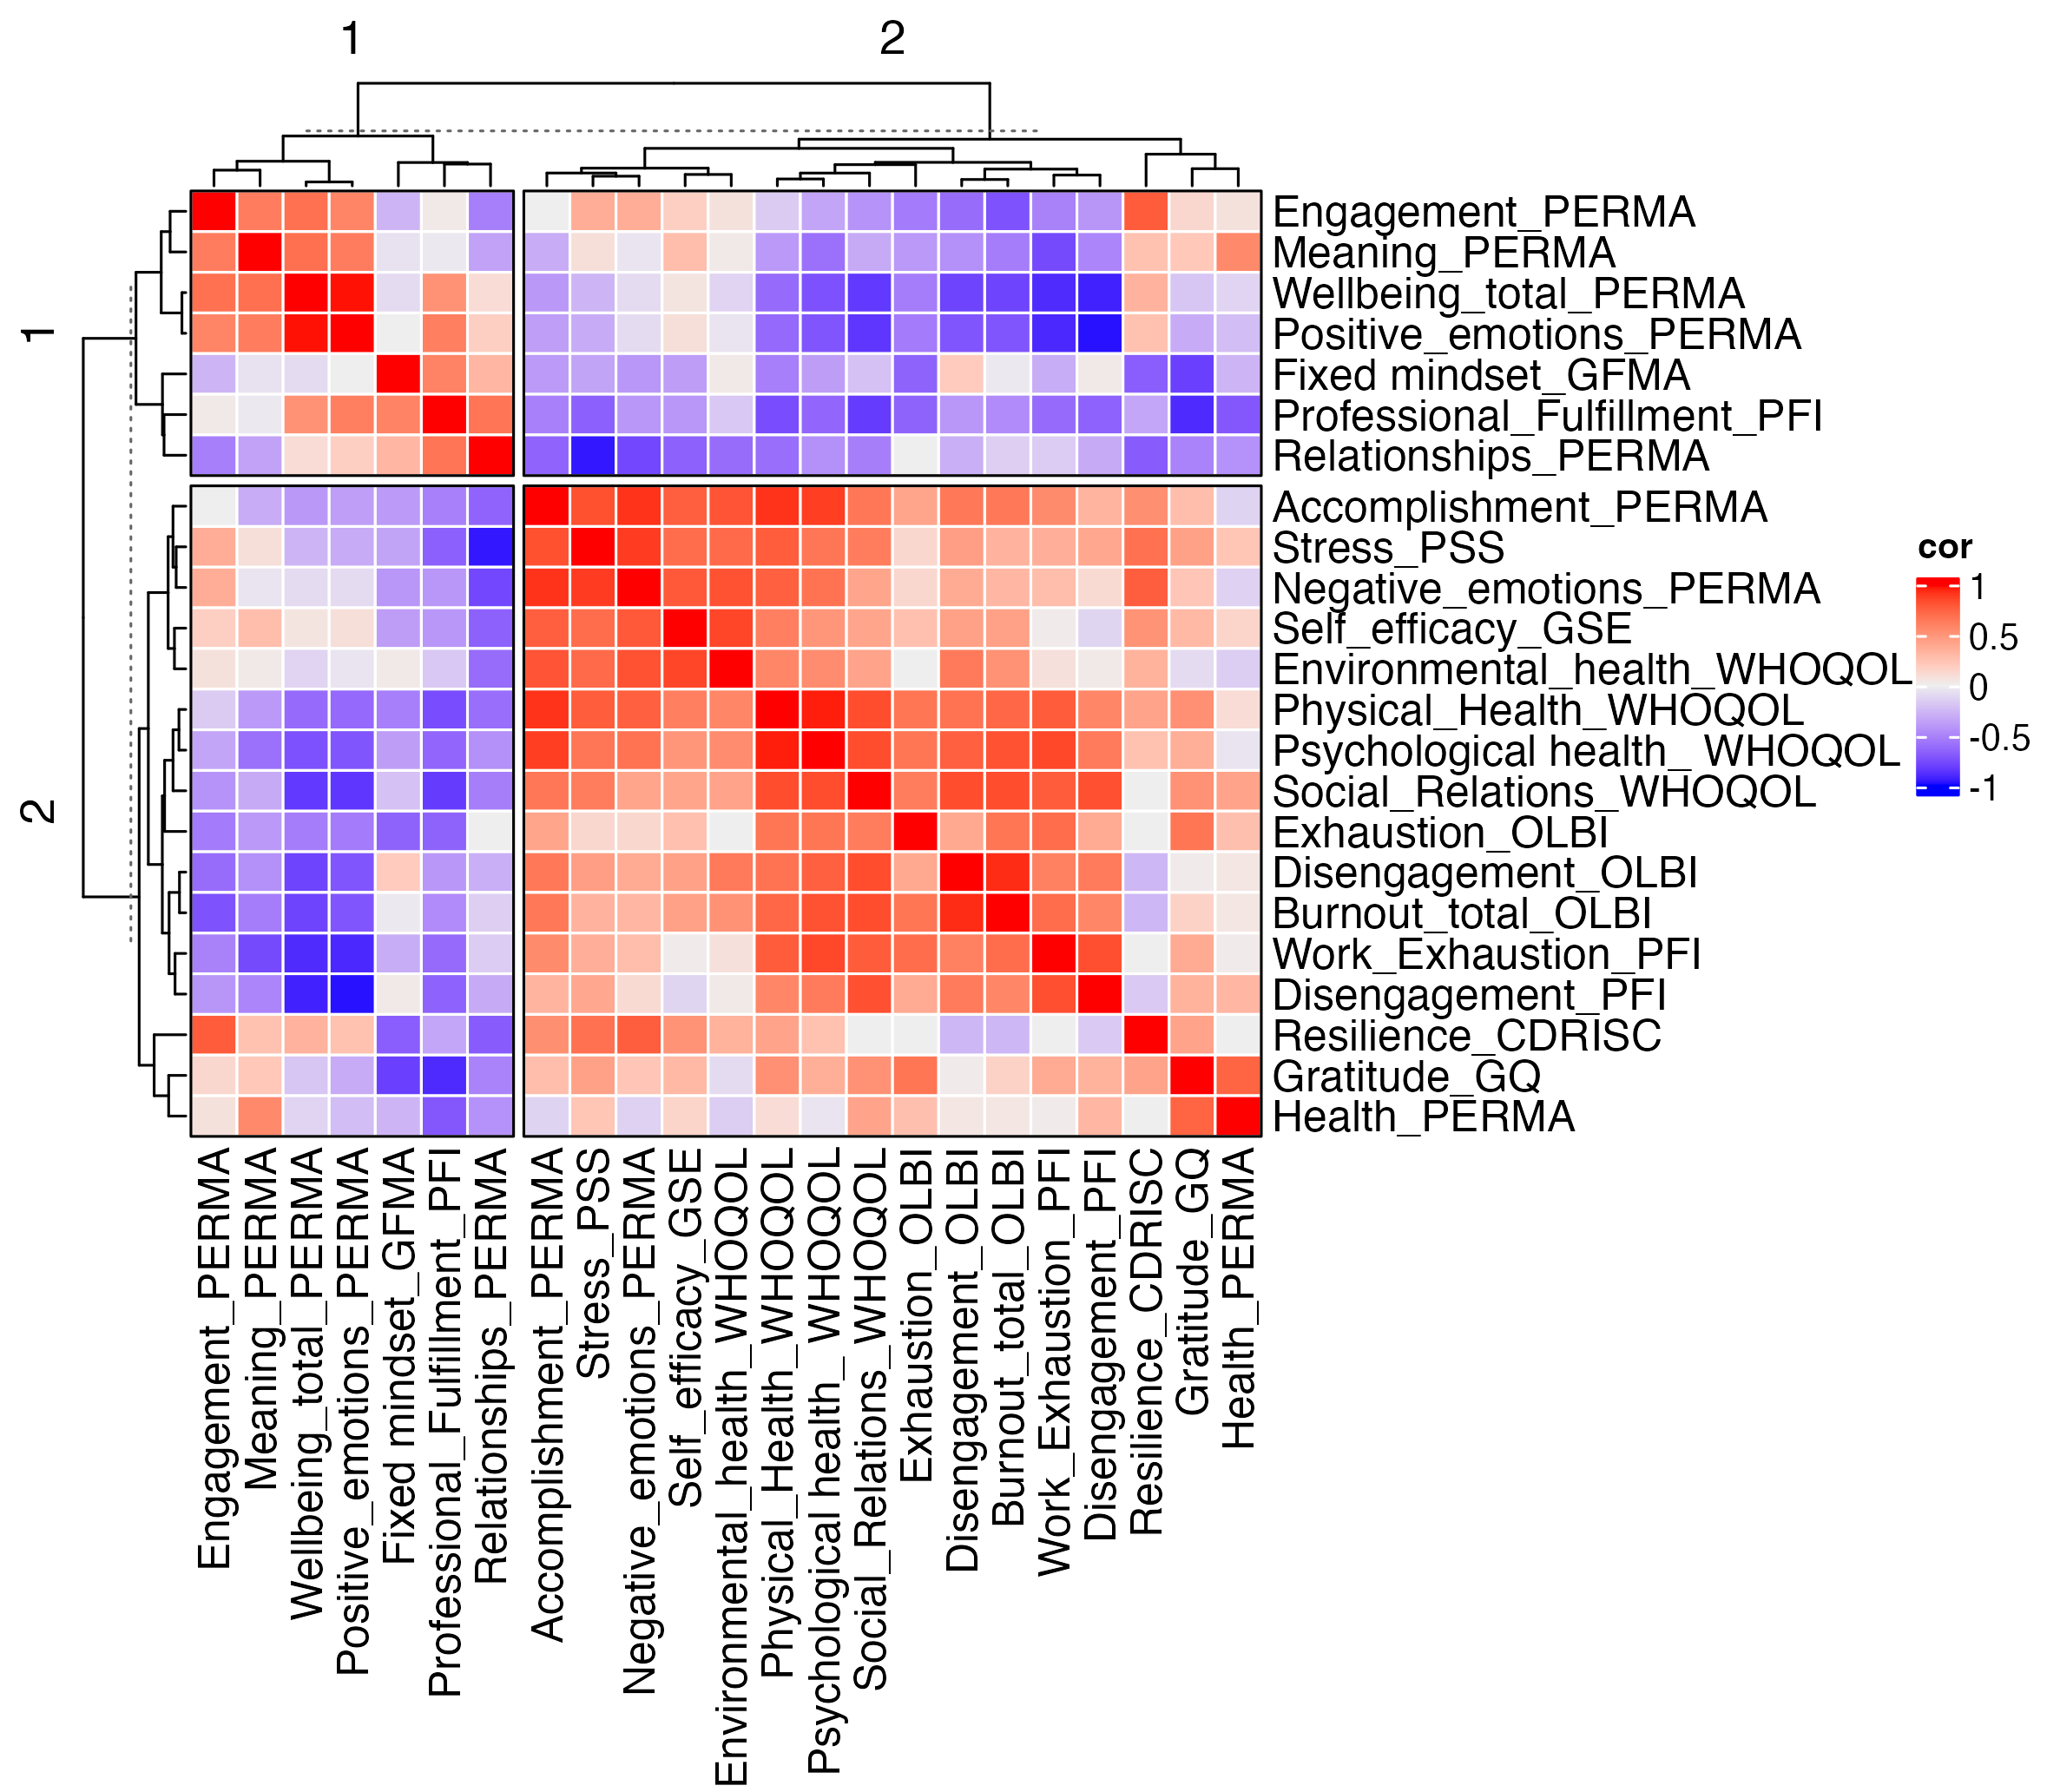 1
2
1
2
Engagement_PERMA
Meaning_PERMA
Wellbeing_total_PERMA
Positive_emotions_PERMA
Fixed mindset_GFMA
Professional_Fulfillment_PFI
Relationships_PERMA
Accomplishment_PERMA
Stress_PSS
Negative_emotions_PERMA
Self_efficacy_GSE
Environmental_health_WHOQOL
Physical_Health_WHOQOL
Psychological health_ WHOQOL
Social_Relations_WHOQOL
Exhaustion_OLBI
Disengagement_OLBI
Burnout_total_OLBI
Work_Exhaustion_PFI
Disengagement_PFI
Resilience_CDRISC
Gratitude_GQ
Health_PERMA
cor
1
0.5
0
-0.5
-1
Engagement_PERMA
Meaning_PERMA
Wellbeing_total_PERMA
Positive_emotions_PERMA
Fixed mindset_GFMA
Professional_Fulfillment_PFI
Relationships_PERMA
Accomplishment_PERMA
Stress_PSS
Negative_emotions_PERMA
Self_efficacy_GSE
Environmental_health_WHOQOL
Physical_Health_WHOQOL
Psychological health_ WHOQOL
Social_Relations_WHOQOL
Exhaustion_OLBI
Disengagement_OLBI
Burnout_total_OLBI
Work_Exhaustion_PFI
Disengagement_PFI
Resilience_CDRISC
Gratitude_GQ
Health_PERMA